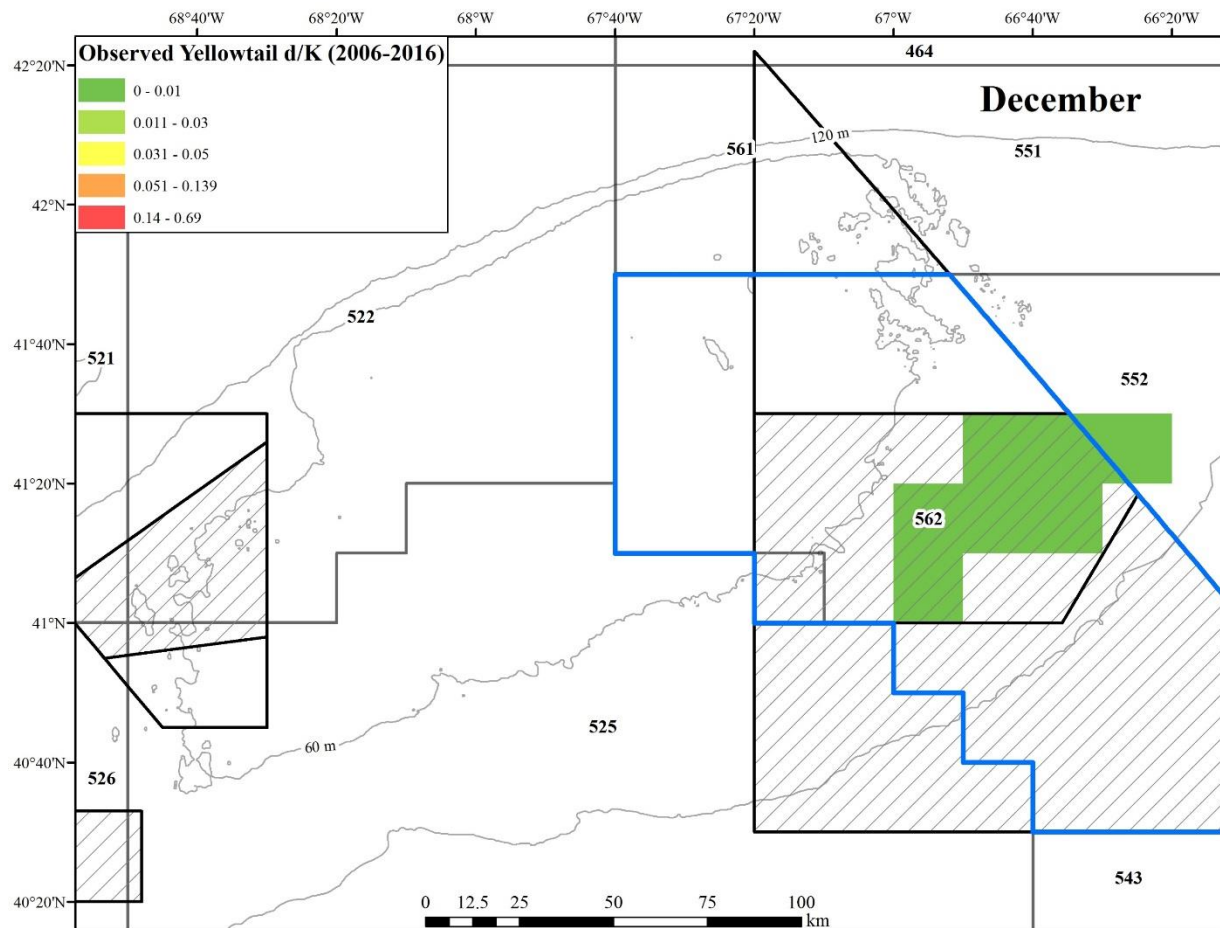 68°40'W 68°20'W 68°W 67°40'W 67°20'W 67°W 66°40'W 66°20'W
Observed Yellowtail d/K (2006-2016)
0 - 0.01
0.011 - 0.03
0.031 - 0.05
0.051 - 0.139
0.14 - 0.69
42°20'N
464
December
120 m
561
551
42°N
522
41°40'N
521
552
41°20'N
562
41°N
525
60 m
40°40'N
526
543
40°20'N
0 12.5 25 50 75 100
km